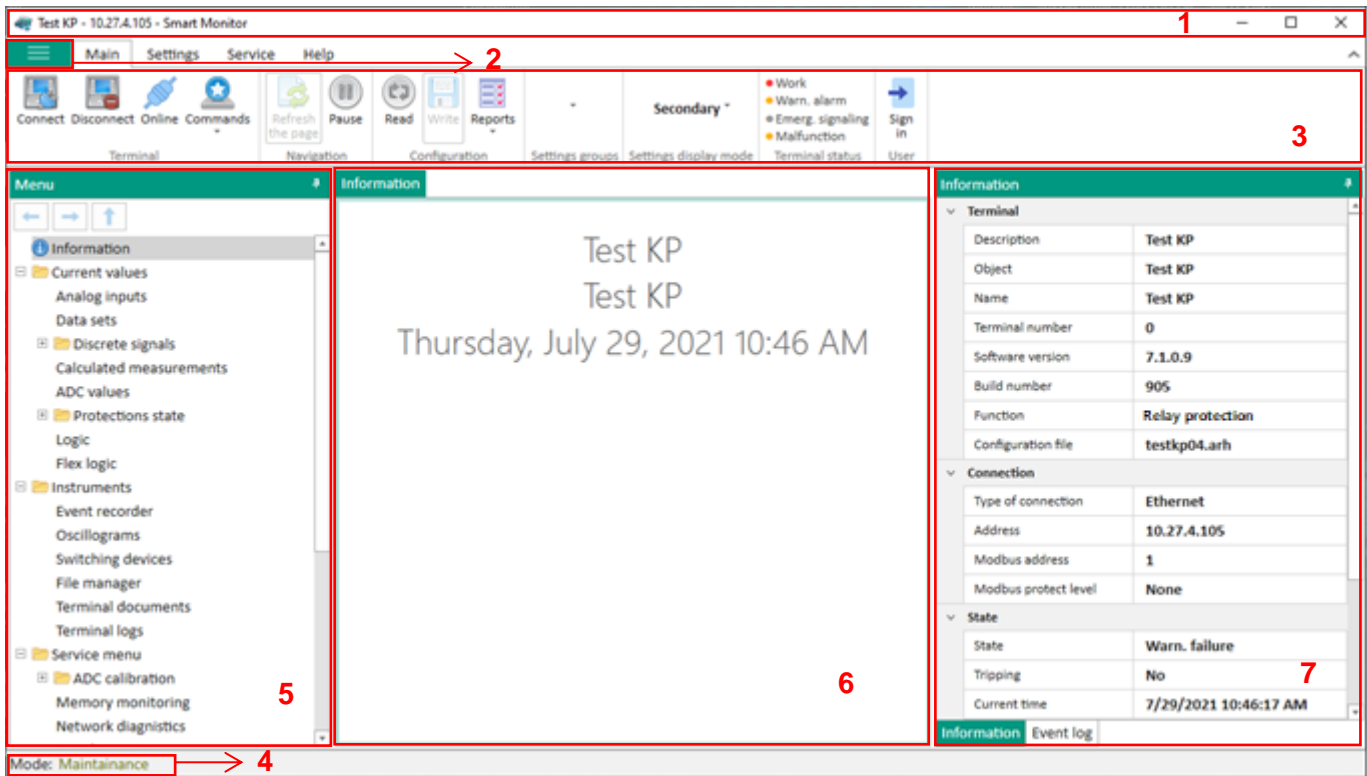 Test KP - 10.27.4.105 - Smart Monitor
1
Main Settings Service Help
2
Connect Disconnect Online Commands
Refresh the page
Pause
Read
Write
Reports
Secondary
Work
Warn. alarm
Emerg. signaling
Malfunction
Sign in
Terminal
Navigation
Configuration
Settings groups
Settings display mode
Terminal status
User
3
Menu
Information
Current values
Analog inputs
Data sets
Discrete signals
Calculated measurements
ADC values
Protections state
Logic
Flex logic
Instruments
Event recorder
Oscillograms
Switching devices
File manager
Terminal documents
Terminal logs
Service menu
ADC calibration
Memory monitoring
Network diagnostics
5
Information
Test KP
Test KP
Thursday, July 29, 2021 10:46 AM
6
Information
Terminal
Description Test KP
Object Test KP
Name Test KP
Terminal number 0
Software version 7.1.0.9
Build number 905
Function Relay protection
Configuration file testkp04.arh
Connection
Type of connection Ethernet
Address 10.27.4.105
Modbus address 1
Modbus protect level None
State
State Warn. failure
Tripping No
Current time 7/29/2021 10:46:17 AM
7
Information Event log
Mode: Maintainance
4